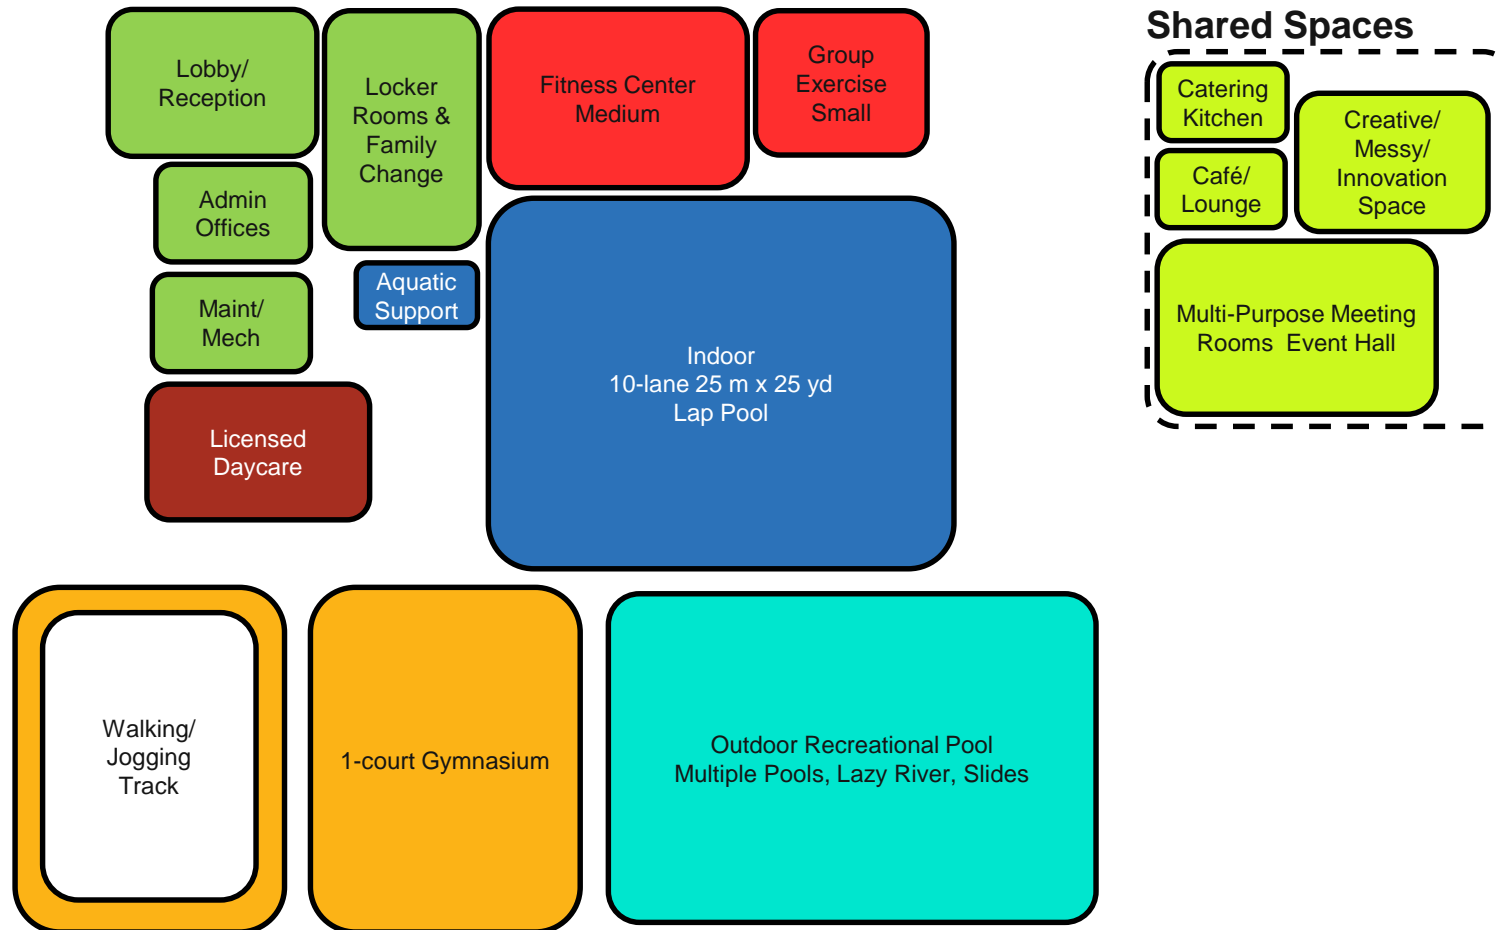 Shared Spaces
Lobby/
Reception
Locker
Rooms &
Family
Change
Fitness Center
Medium
Group
Exercise
Small
Catering
Kitchen
Creative/
Messy/
Innovation
Space
Café/
Lounge
Admin
Offices
Aquatic
Support
Maint/
Mech
Multi-Purpose Meeting
Rooms  Event Hall
Indoor
10-lane 25 m x 25 yd
Lap Pool
Licensed
Daycare
Walking/
Jogging
Track
1-court Gymnasium
Outdoor Recreational Pool
Multiple Pools, Lazy River, Slides